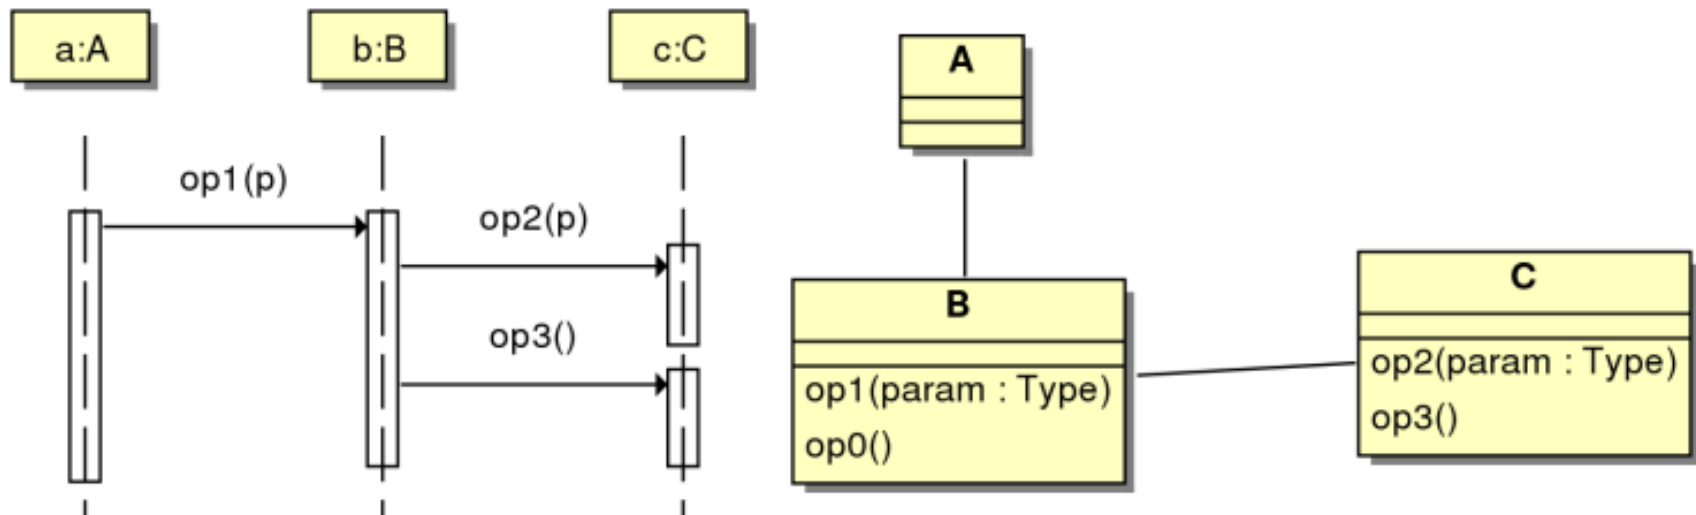 a:A
b:B
c:C
op1(p)
op2(p)
op3()
A
B
op1(param : Type)
op0()
C
op2(param : Type)
op3()